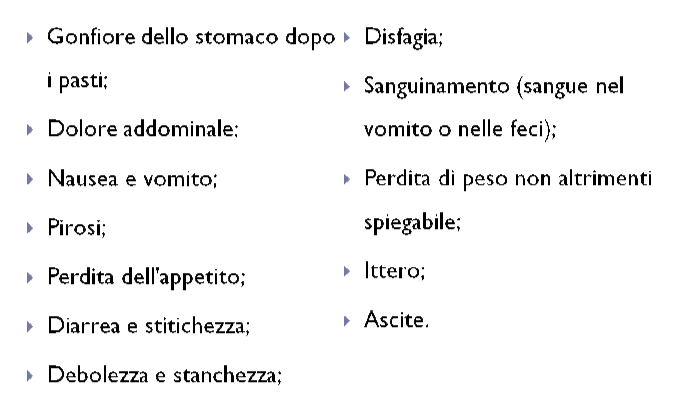 Gonfiore dello stomaco dopo
i pasti;
Dolore addominale;
Nausea e vomito;
Pirosi;
Perdita dell'appetito;
Diarrea e stitichezza;
Debolezza e stanchezza;
Disfagia;
Sanguinamento (sangue nel
vomito o nelle feci);
Perdita di peso non altrimenti
spiegabile;
Ittero;
Ascite.